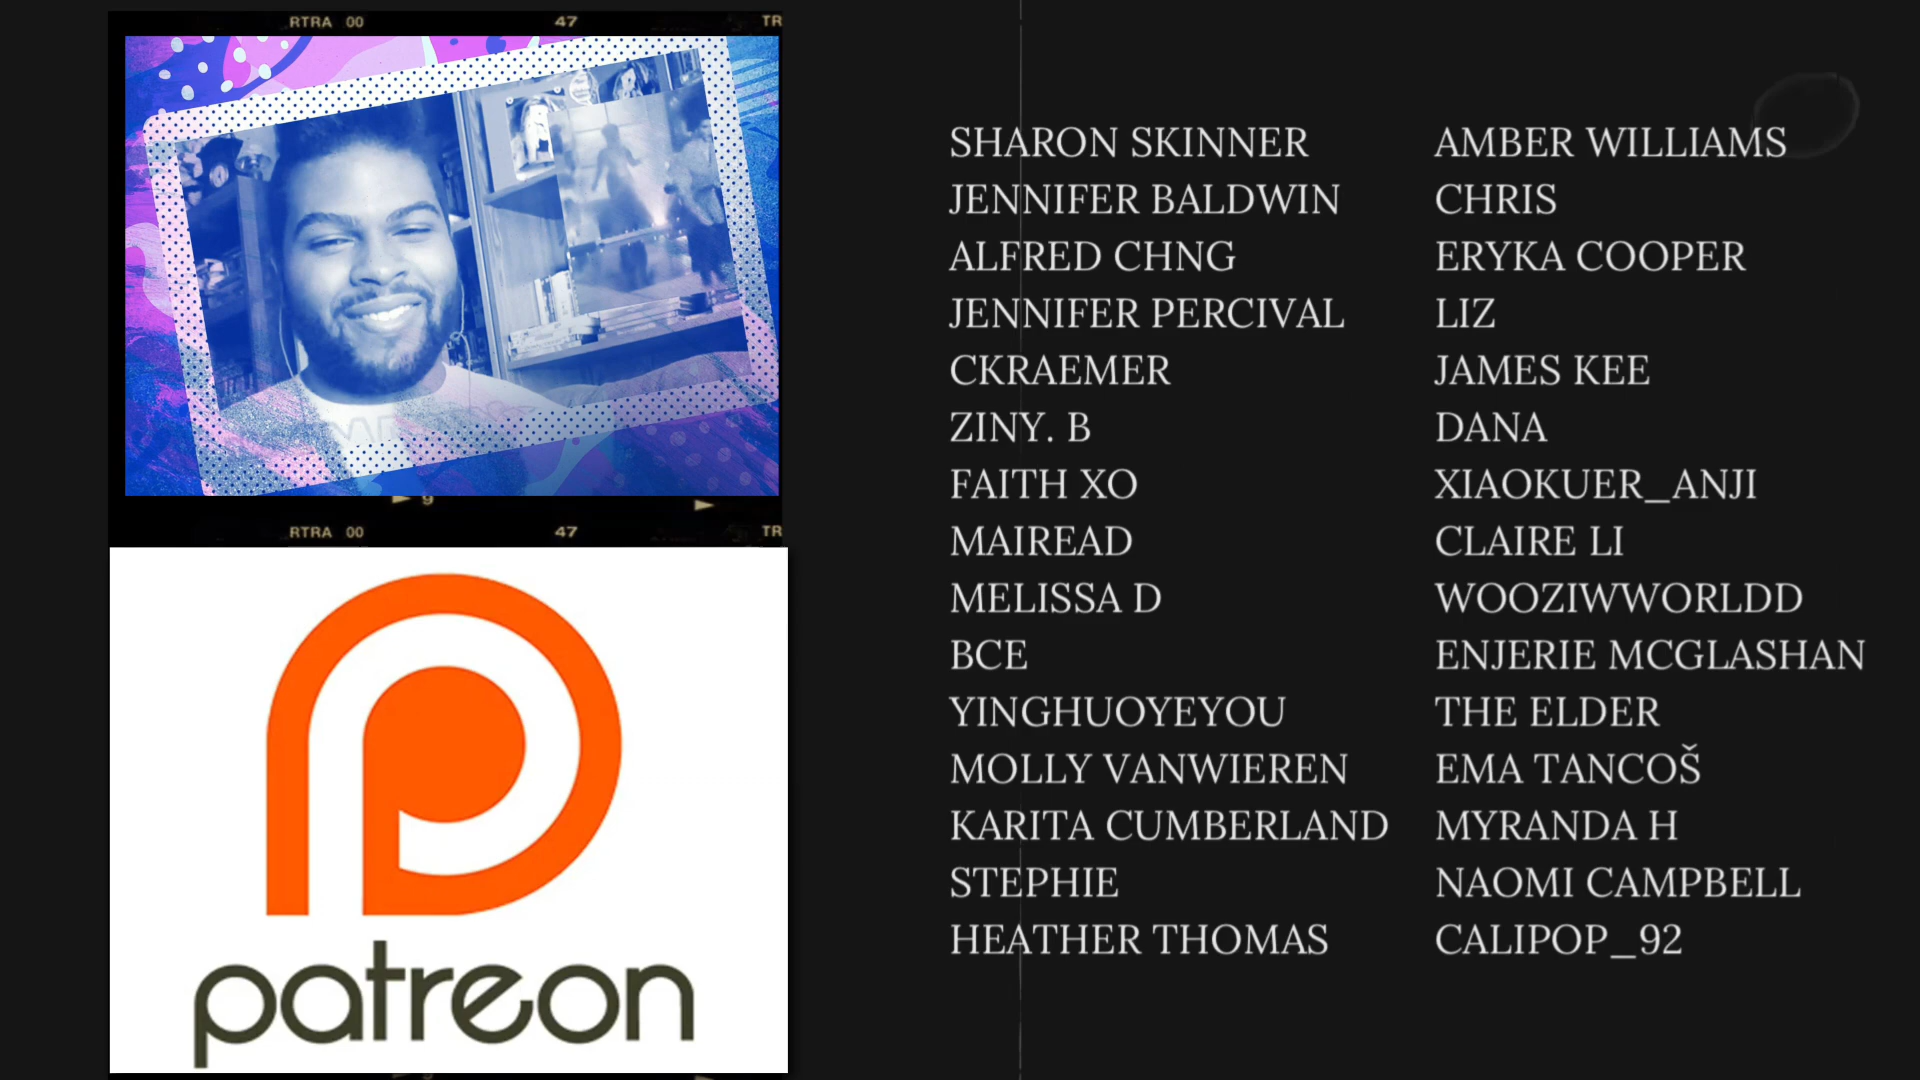 RTRA 00 47 TR
9
RTRA 00 47 TR
patreon
SHARON SKINNER
JENNIFER BALDWIN
ALFRED CHNG
JENNIFER PERCIVAL
CKRAEMER
ZINY. B
FAITH XO
MAIREAD
MELISSA D
BCE
YINGHUOYEYOU
MOLLY VANWIEREN
KARITA CUMBERLAND
STEPHIE
HEATHER THOMAS
AMBER WILLIAMS
CHRIS
ERYKA COOPER
LIZ
JAMES KEE
DANA
XIAOKUER_ANJI
CLAIRE LI
WOOZIWWORLDD
ENJERIE MCGLASHAN
THE ELDER
EMA TANCOŠ
MYRANDA H
NAOMI CAMPBELL
CALIPOP_92